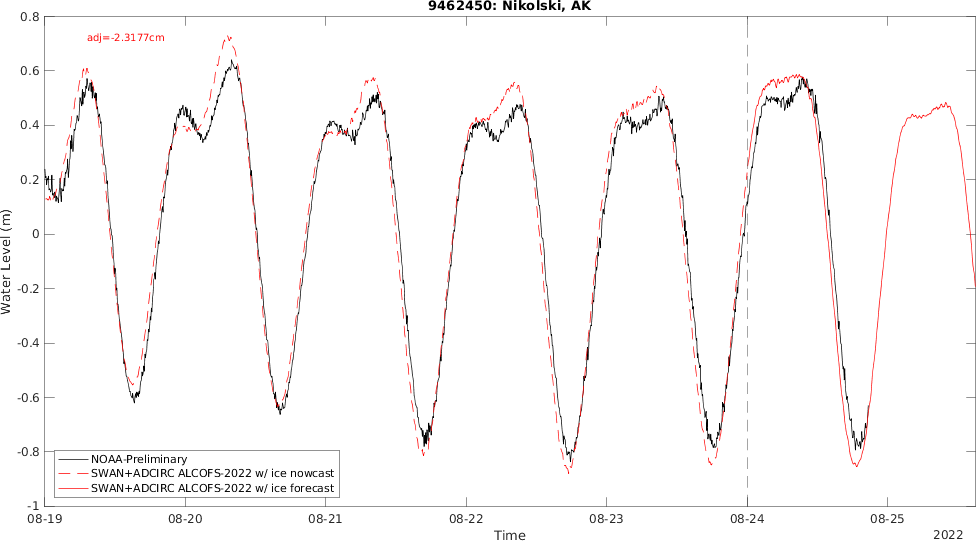 9462450: Nikolski, AK
adj=-2.3177cm
Water Level (m)
0.8
0.6
0.4
0.2
0
-0.2
-0.4
-0.6
-0.8
-1
NOAA-Preliminary
SWAN+ADCIRC ALCOFS-2022 w/ ice nowcast
SWAN+ADCIRC ALCOFS-2022 w/ ice forecast
08-19 08-20 08-21 08-22 08-23 08-24 08-25
Time
2022